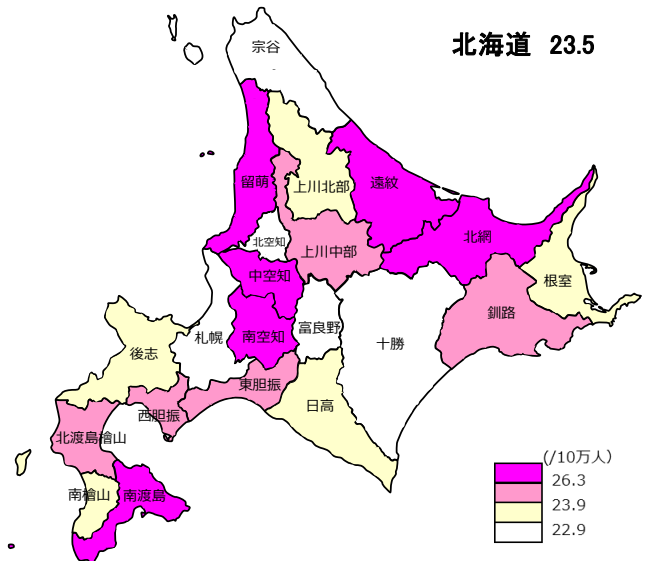 北海道 23.5
宗谷
留萌
上川北部
遠紋
北網
北空知
上川中部
中空知
根室
釧路
札幌
南空知
富良野
十勝
後志
東胆振
日高
西胆振
北渡島檜山
南檜山
南渡島
(/10万人)
26.3
23.9
22.9